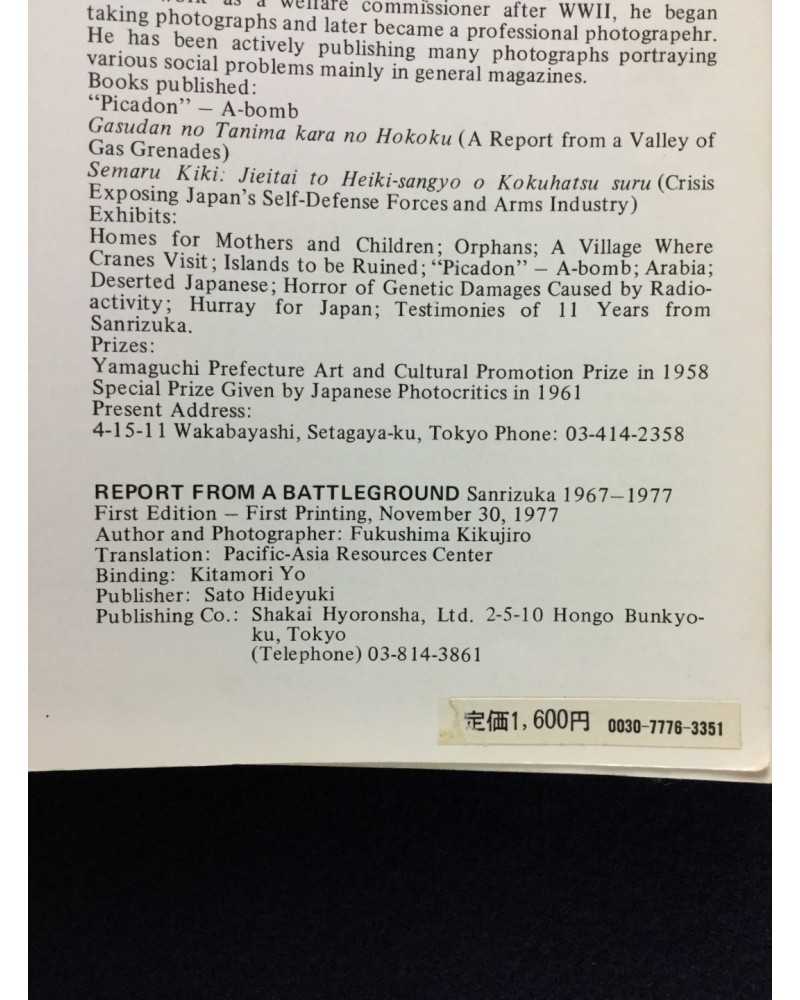 as a welfare commissioner after WWII, he began
taking photographs and later became a professional photograpehr.
He has been actively publishing many photographs portraying
various social problems mainly in general magazines.
Books published:
“Picadon” — A-bomb
Gasudan no Tanima kara no Hokoku (A Report from a Valley of
Gas Grenades)
Semaru Kiki: Jieitai to Heiki-sangyo o Kokuhatsu suru (Crisis
Exposing Japan’s Self-Defense Forces and Arms Industry)
Exhibits:
Homes for Mothers and Children; Orphans; A Village Where
Cranes Visit; Islands to be Ruined; “Picadon” — A-bomb; Arabia;
Deserted Japanese; Horror of Genetic Damages Caused by Radio-
activity; Hurray for Japan; Testimonies of 11 Years from
Sanrizuka.
Prizes:
Yamaguchi Prefecture Art and Cultural Promotion Prize in 1958
Special Prize Given by Japanese Photocritics in 1961
Present Address:
4-15-11 Wakabayashi, Setagaya-ku, Tokyo Phone: 03-414-2358
REPORT FROM A BATTLEGROUND Sanrizuka 1967—1977
First Edition — First Printing, November 30, 1977
Author and Photographer: Fukushima Kikujiro
Translation: Pacific-Asia Resources Center
Binding: Kitamori Yo
Publisher: Sato Hideyuki
Publishing Co.: Shakai Hyoronsha, Ltd. 2-5-10 Hongo Bunkyo-
ku, Tokyo
(Telephone) 03-814-3861
定価1,600円 0030-7776-3351